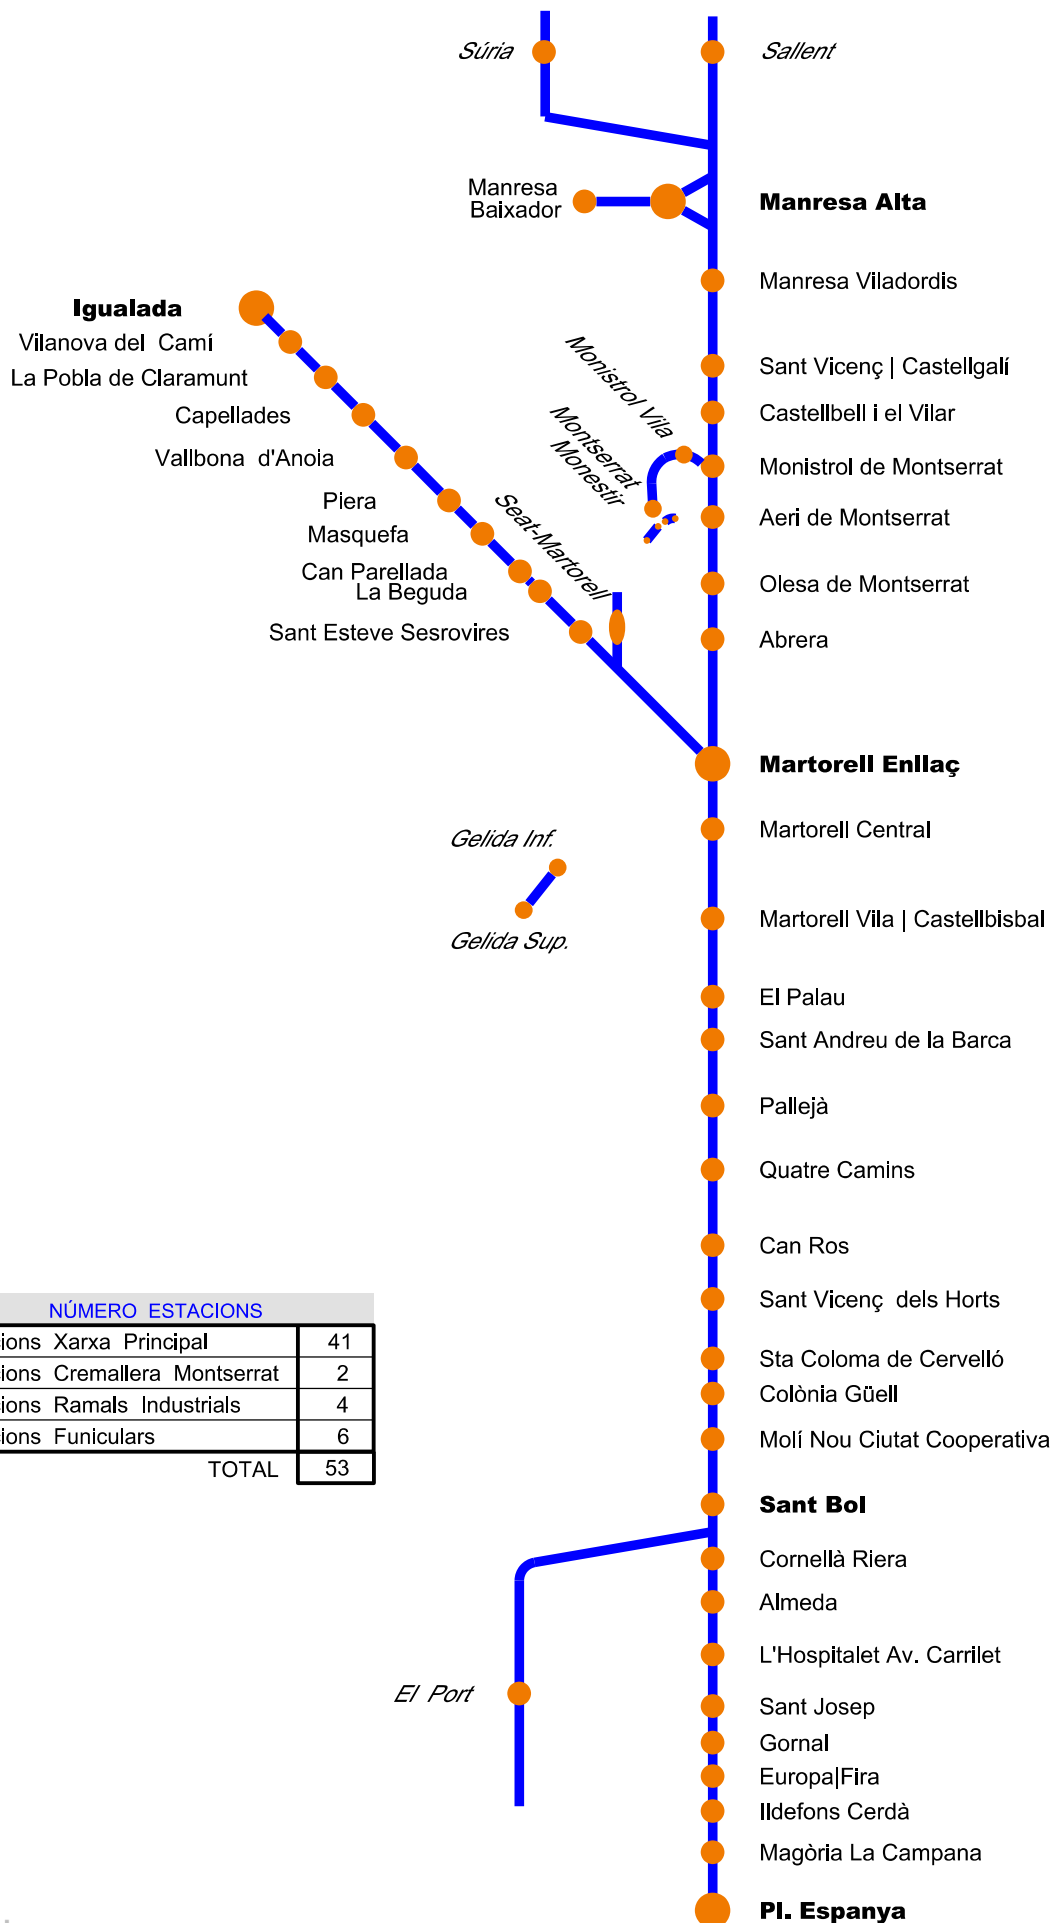 Súria
Sallent
Manresa
Baixador
Manresa Alta
Manresa Viladordis
Igualada
Vilanova del Camí
La Pobla de Claramunt
Capellades
Vallbona d'Anoia
Piera
Masquefa
Can Parellada
La Beguda
Sant Esteve Sesrovires
Seat-Martorell
Monistrol Vila
Montserrat
Monestir
Sant Vicenç | Castellgalí
Castellbell i el Vilar
Monistrol de Montserrat
Aeri de Montserrat
Olesa de Montserrat
Abrera
Martorell Enllaç
Martorell Central
Gelida Inf.
Gelida Sup.
Martorell Vila | Castellbisbal
El Palau
Sant Andreu de la Barca
Pallejà
Quatre Camins
Can Ros
Sant Vicenç dels Horts
Sta Coloma de Cervelló
Colònia Güell
Molí Nou Ciutat Cooperativa
Sant Boi
Cornellà Riera
Almeda
L'Hospitalet Av. Carrilet
El Port
Sant Josep
Gornal
Europa|Fira
Ildefons Cerdà
Magòria La Campana
Pl. Espanya
NÚMERO ESTACIONS
cions Xarxa Principal 41
cions Cremallera Montserrat 2
cions Ramals Industrials 4
cions Funiculars 6
TOTAL 53